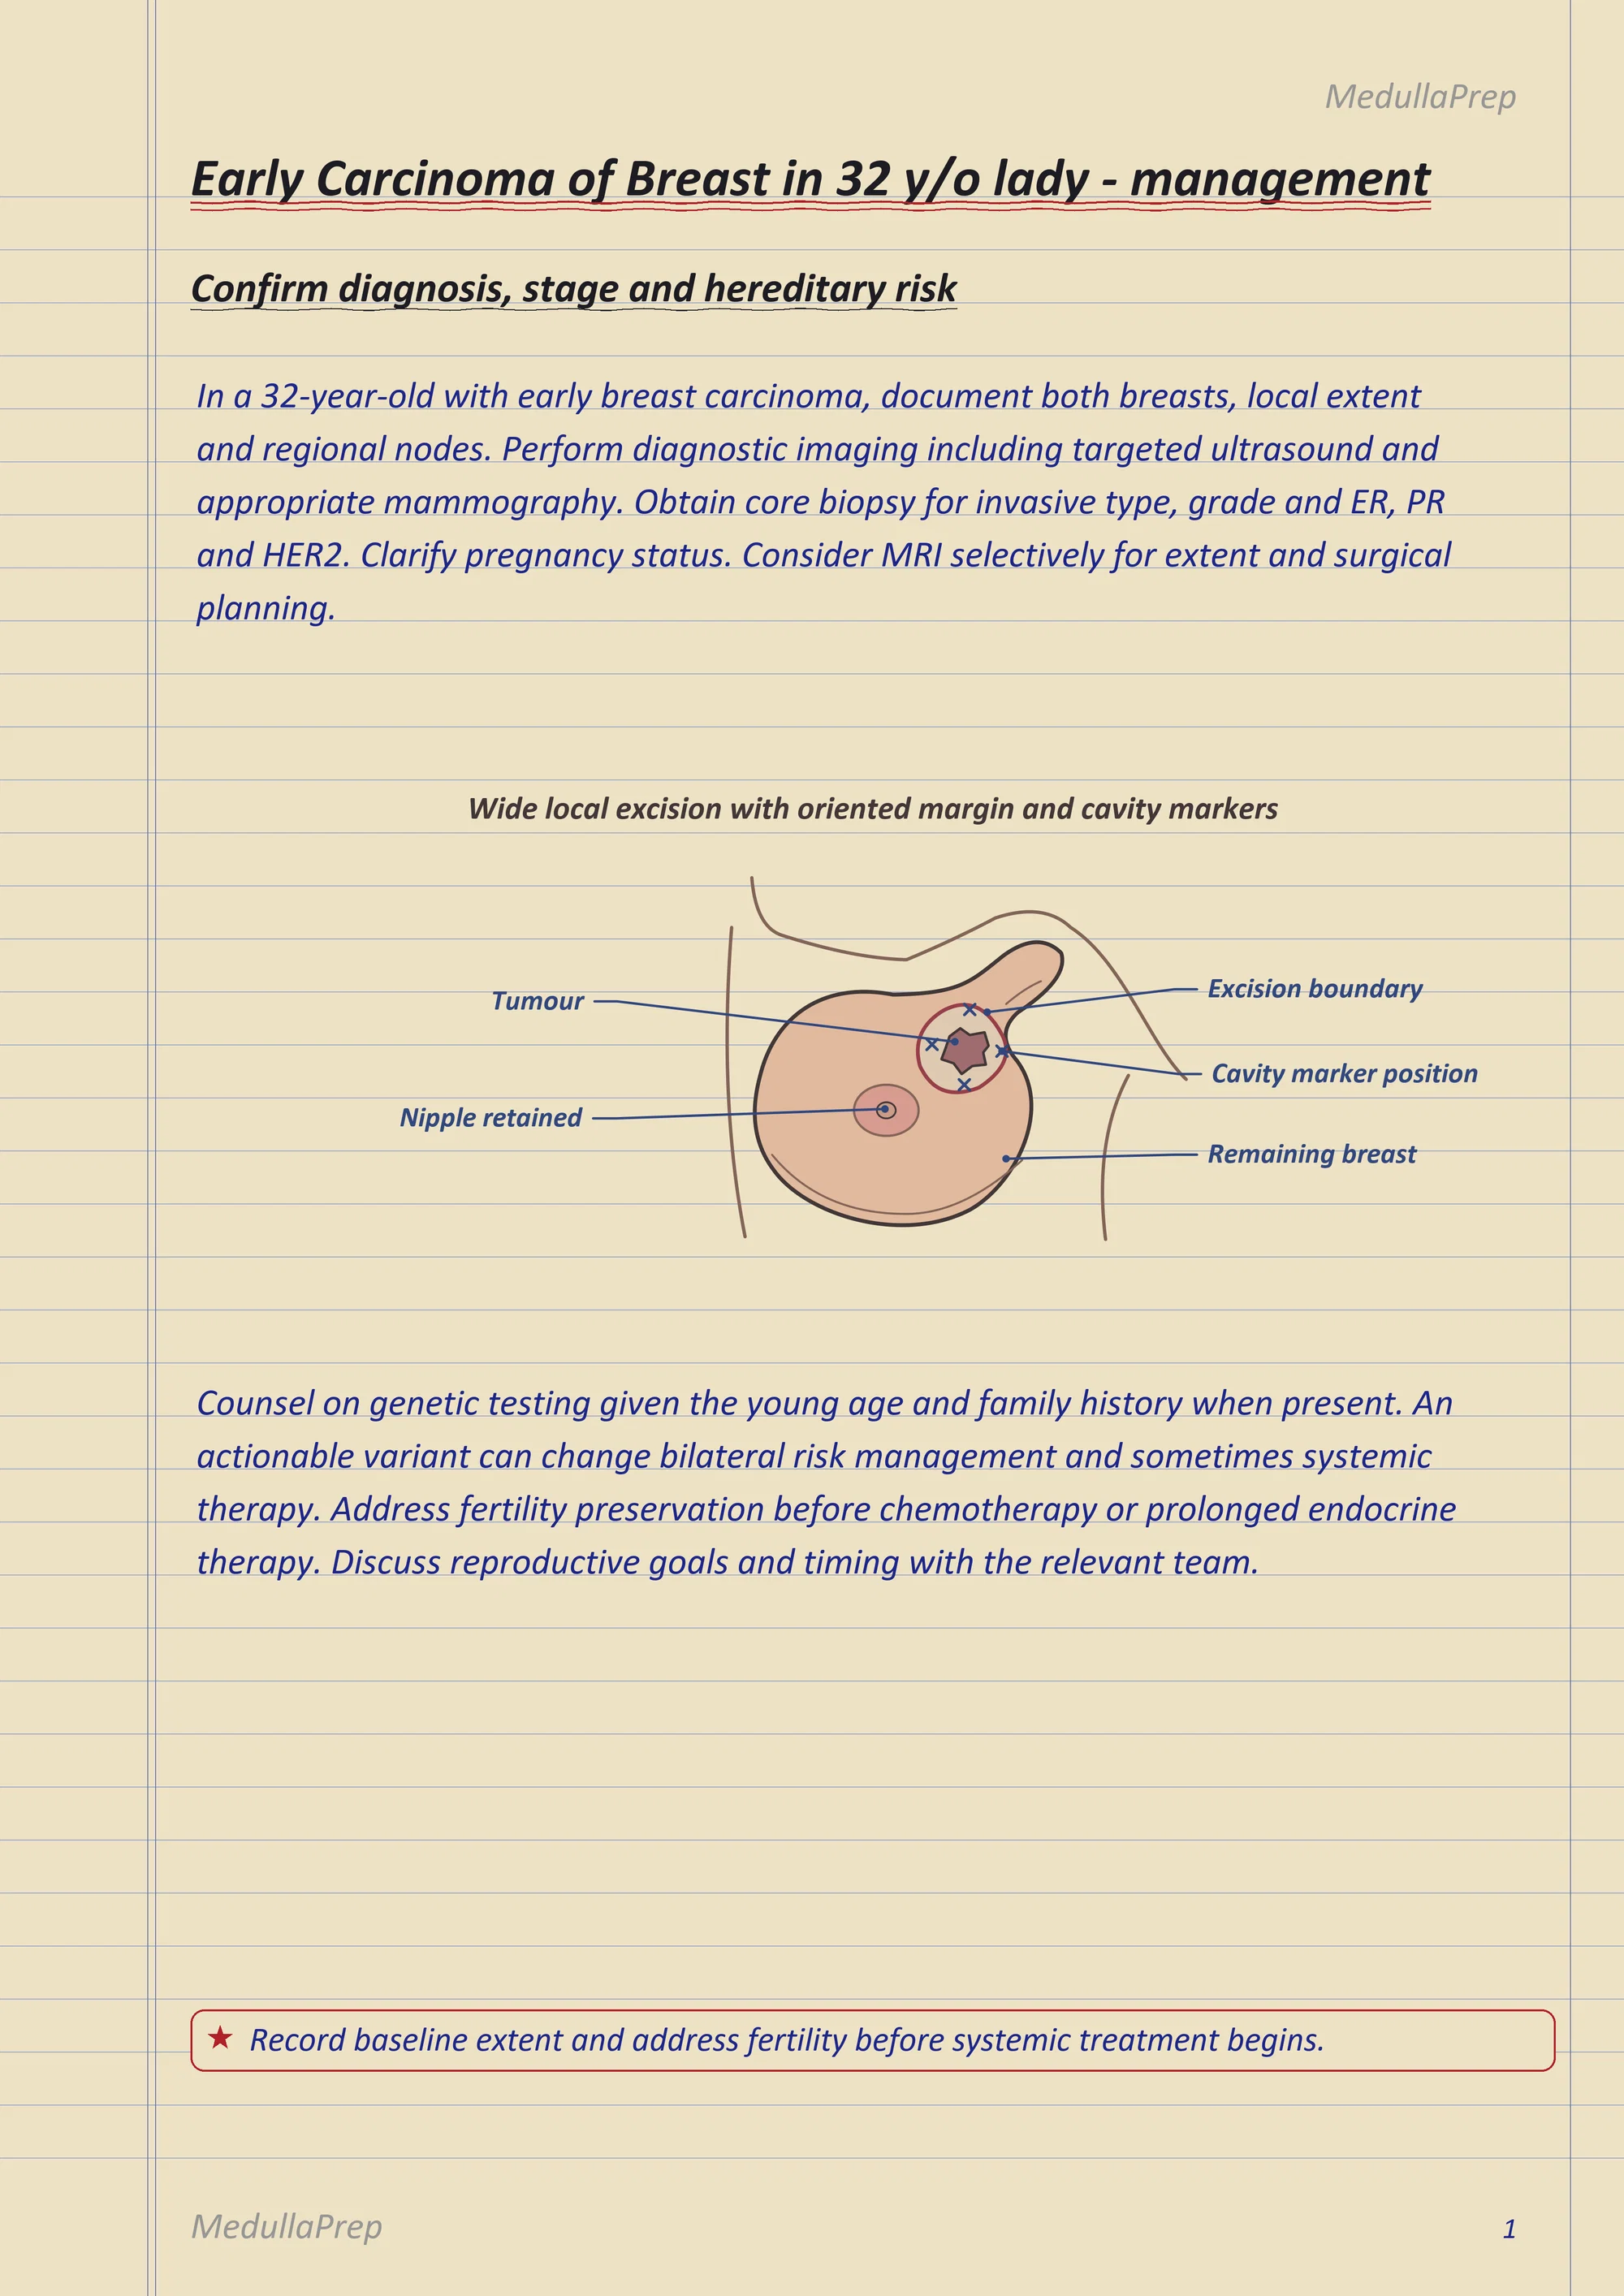 MedullaPrep
Early Carcinoma of Breast in 32 y/o lady - management
Confirm diagnosis, stage and hereditary risk
In a 32-year-old with early breast carcinoma, document both breasts, local extent
and regional nodes. Perform diagnostic imaging including targeted ultrasound and
appropriate mammography. Obtain core biopsy for invasive type, grade and ER, PR
and HER2. Clarify pregnancy status. Consider MRI selectively for extent and surgical
planning.
Wide local excision with oriented margin and cavity markers
Tumour
Excision boundary
Cavity marker position
Nipple retained
Remaining breast
Counsel on genetic testing given the young age and family history when present. An
actionable variant can change bilateral risk management and sometimes systemic
therapy. Address fertility preservation before chemotherapy or prolonged endocrine
therapy. Discuss reproductive goals and timing with the relevant team.
★ Record baseline extent and address fertility before systemic treatment begins.
MedullaPrep
1